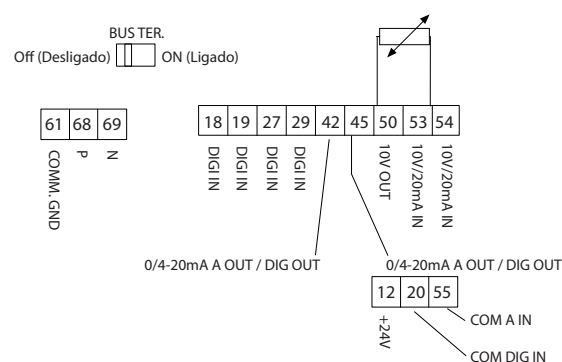 BUS TER.
Off (Desligado) ON (Ligado)
61 68 69
COMM. GND
P
N
18 19 27 29 42 45 50 53 54
DIGI IN
DIGI IN
DIGI IN
DIGI IN
10V OUT
10V/20mA IN
10V/20mA IN
0/4-20mA A OUT / DIG OUT
0/4-20mA A OUT / DIG OUT
12 20 55
+24V
COM A IN
COM DIG IN